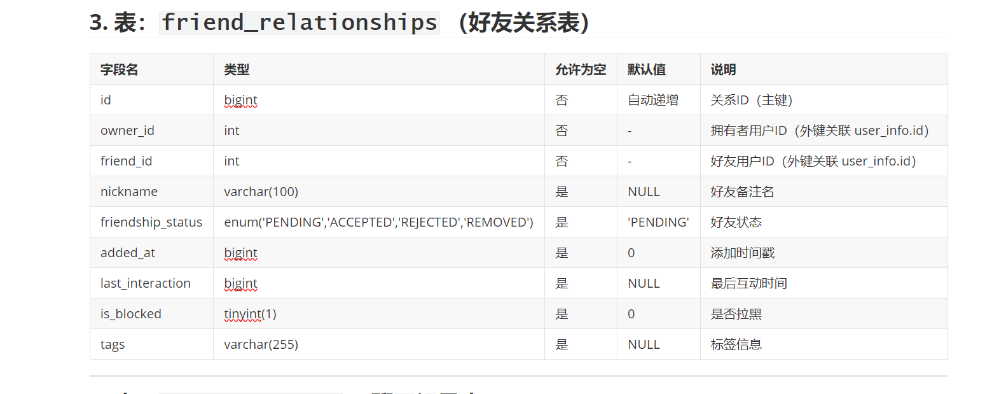 3. 表： friend_relationships （好友关系表）
字段名 类型 允许为空 默认值 说明
id bigint 否 自动递增 关系ID（主键）
owner_id int 否 - 拥有者用户ID（外键关联 user_info.id）
friend_id int 否 - 好友用户ID（外键关联 user_info.id）
nickname varchar(100) 是 NULL 好友备注名
friendship_status enum('PENDING','ACCEPTED','REJECTED','REMOVED') 是 'PENDING' 好友状态
added_at bigint 是 0 添加时间戳
last_interaction bigint 是 NULL 最后互动时间
is_blocked tinyint(1) 是 0 是否拉黑
tags varchar(255) 是 NULL 标签信息